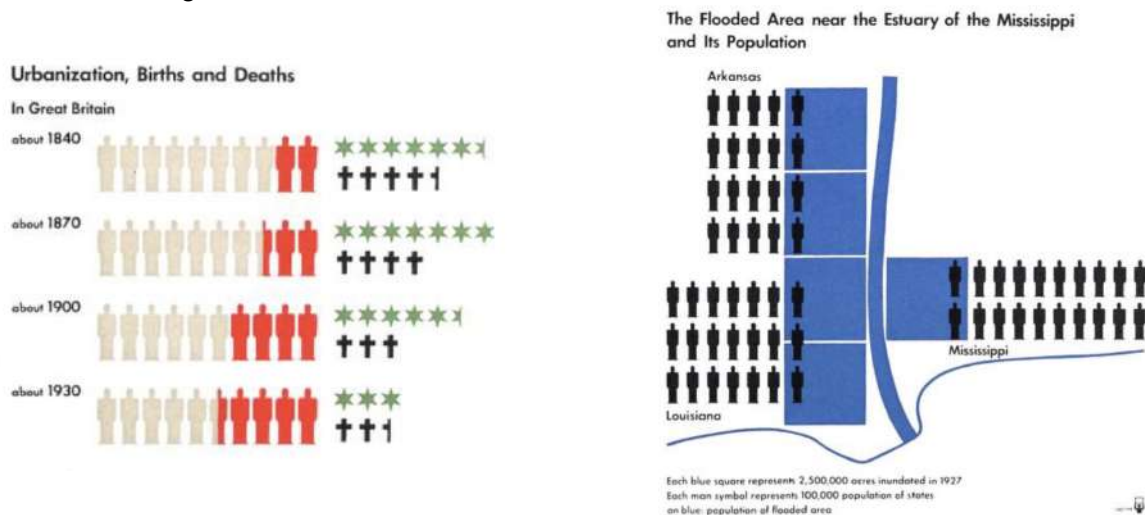 Urbanization, Births and Deaths
In Great Britain
about 1840
about 1870
about 1900
about 1930
The Flooded Area near the Estuary of the Mississippi
and Its Population
Arkansas
Mississippi
Louisiana
Each blue square represents 2,500,000 acres inundated in 1927
Each man symbol represents 100,000 population of states
on blue: population of flooded area